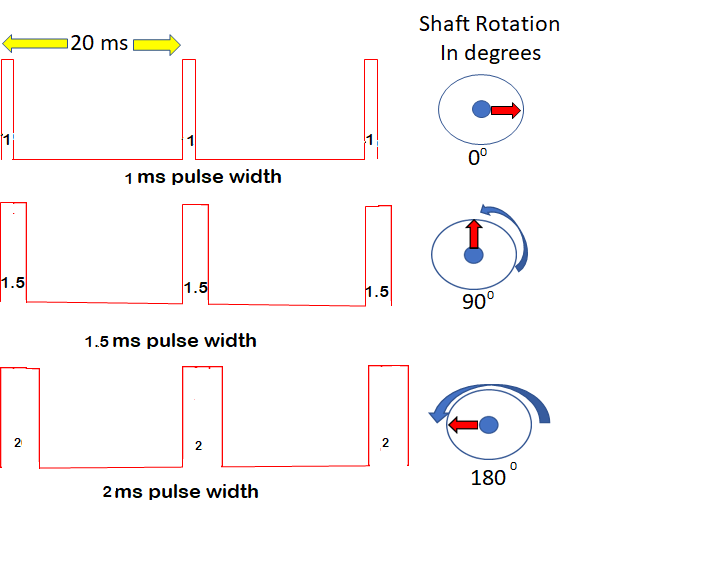 Shaft Rotation
In degrees
20 ms
1 1 1
0⁰
1 ms pulse width
1.5 1.5 1.5
90⁰
1.5 ms pulse width
2 2 2
180⁰
2 ms pulse width